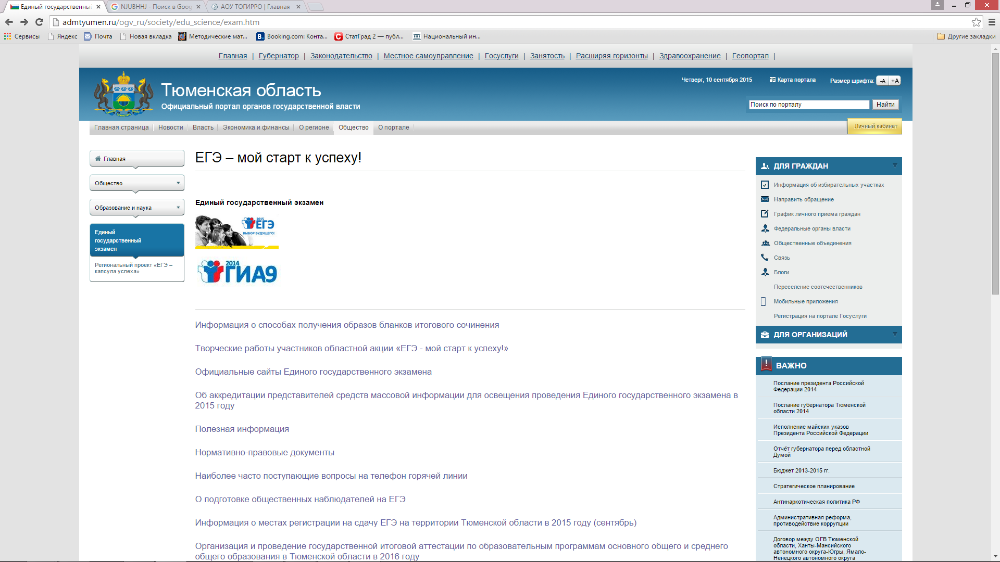 Единый государственны
NJUBHHJ - Поиск в Goog
АОУ ТОГИРРО | Главная
admtyumen.ru/ogv_ru/society/edu_science/exam.htm
Сервисы
Яндекс
Почта
Новая вкладка
Методические мат...
Booking.com: Конта...
СтатГрад 2 — публ...
Национальный ин...
Другие закладки
Главная | Губернатор | Законодательство | Местное самоуправление | Госуслуги | Занятость | Расширяя горизонты | Здравоохранение | Геопортал |
Тюменская область
Официальный портал органов государственной власти
Четверг, 10 сентября 2015
Карта портала
Размер шрифта: -А +А
Поиск по порталу
Найти
Главная страница
Новости
Власть
Экономика и финансы
О регионе
Общество
О портале
Личный кабинет
Главная
Общество
Образование и наука
Единый
государственный
экзамен
Региональный проект «ЕГЭ –
капсула успеха»
ЕГЭ – мой старт к успеху!
Единый государственный экзамен
2015
ЕГЭ
ВЫБОР БУДУЩЕГО!
2014
ГИА9
Информация о способах получения образов бланков итогового сочинения
Творческие работы участников областной акции «ЕГЭ - мой старт к успеху!»
Официальные сайты Единого государственного экзамена
Об аккредитации представителей средств массовой информации для освещения проведения Единого государственного экзамена в
2015 году
Полезная информация
Нормативно-правовые документы
Наиболее часто поступающие вопросы на телефон горячей линии
О подготовке общественных наблюдателей на ЕГЭ
Информация о местах регистрации на сдачу ЕГЭ на территории Тюменской области в 2015 году (сентябрь)
Организация и проведение государственной итоговой аттестации по образовательным программам основного общего и среднего
общего образования в Тюменской области в 2016 году
ДЛЯ ГРАЖДАН
Информация об избирательных участках
Направить обращение
График личного приема граждан
Федеральные органы власти
Общественные объединения
Связь
Блоги
Переселение соотечественников
Мобильные приложения
Регистрация на портале Госуслуги
ДЛЯ ОРГАНИЗАЦИЙ
ВАЖНО
Послание президента Российской
Федерации 2014
Послание губернатора Тюменской
области 2014
Исполнение майских указов
Президента Российской Федерации
Отчёт губернатора перед областной
Думой
Бюджет 2013-2015 гг.
Стратегическое планирование
Антинаркотическая политика РФ
Административная реформа,
противодействие коррупции
Договор между ОГВ Тюменской
области, Ханты-Мансийского
автономного округа-Югры, Ямало-
Ненецкого автономного округа